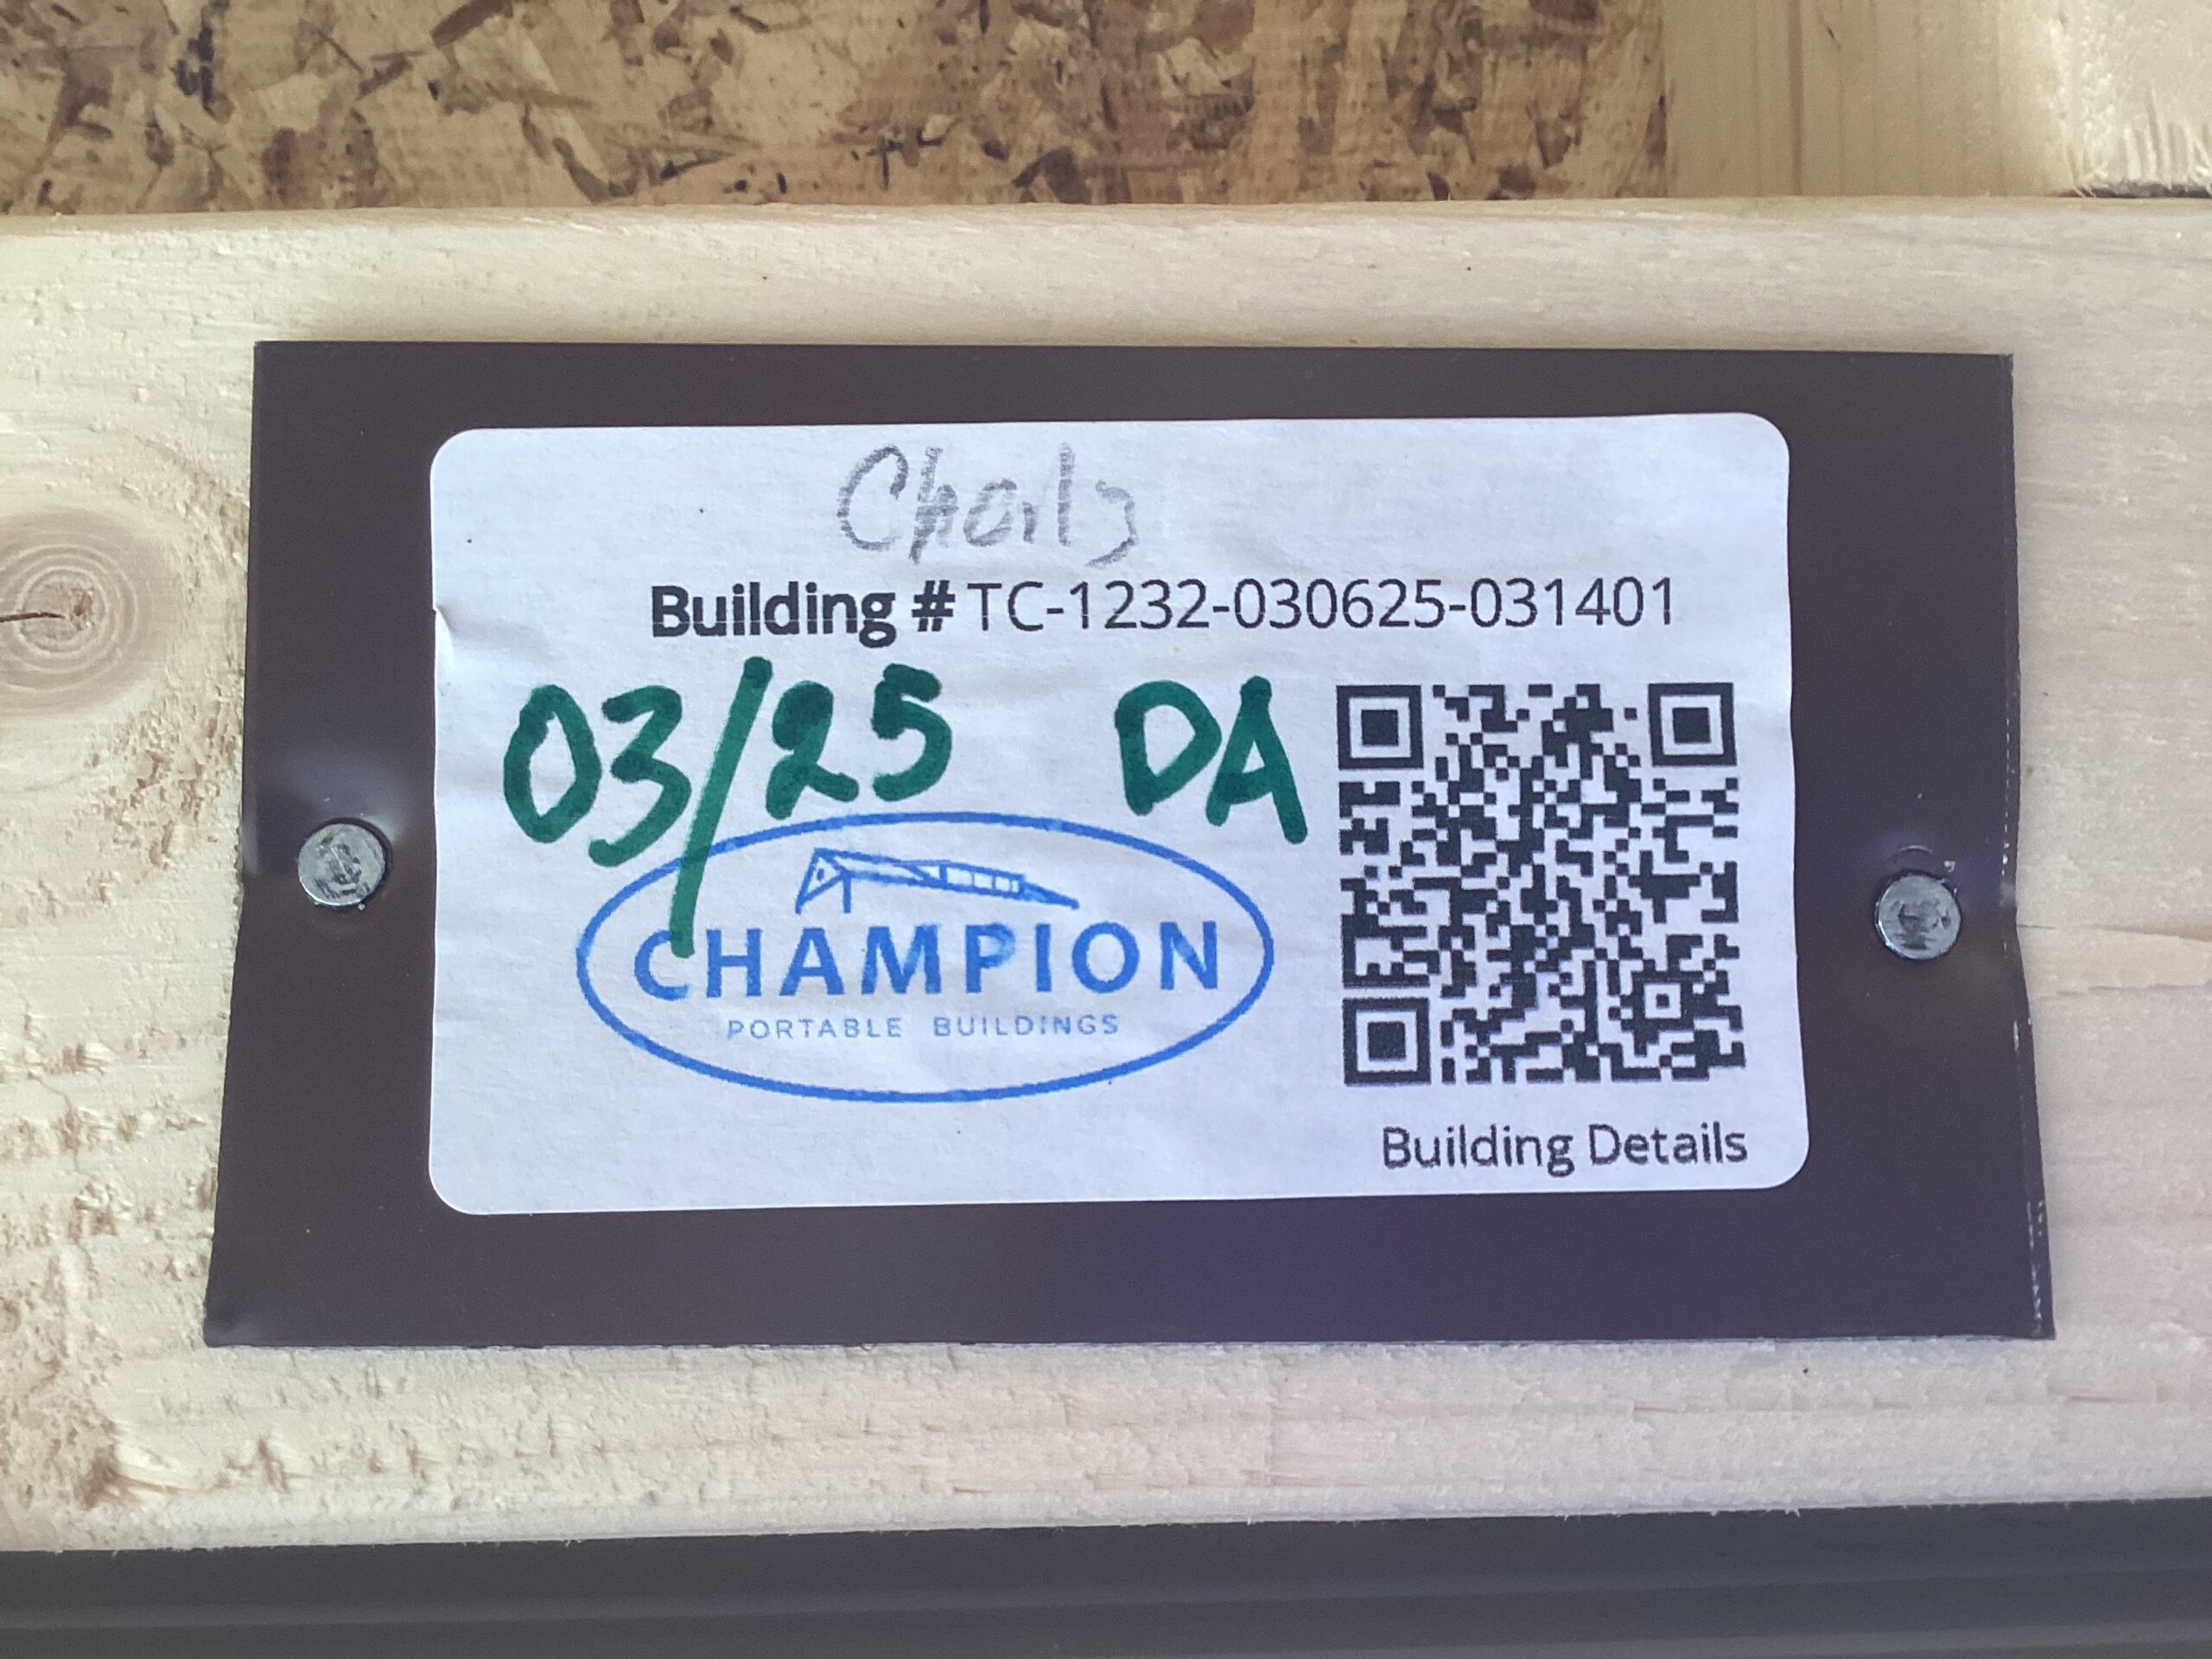 Building # TC-1232-030625-031401
03/25 DA
CHAMPION
PORTABLE BUILDINGS
Building Details